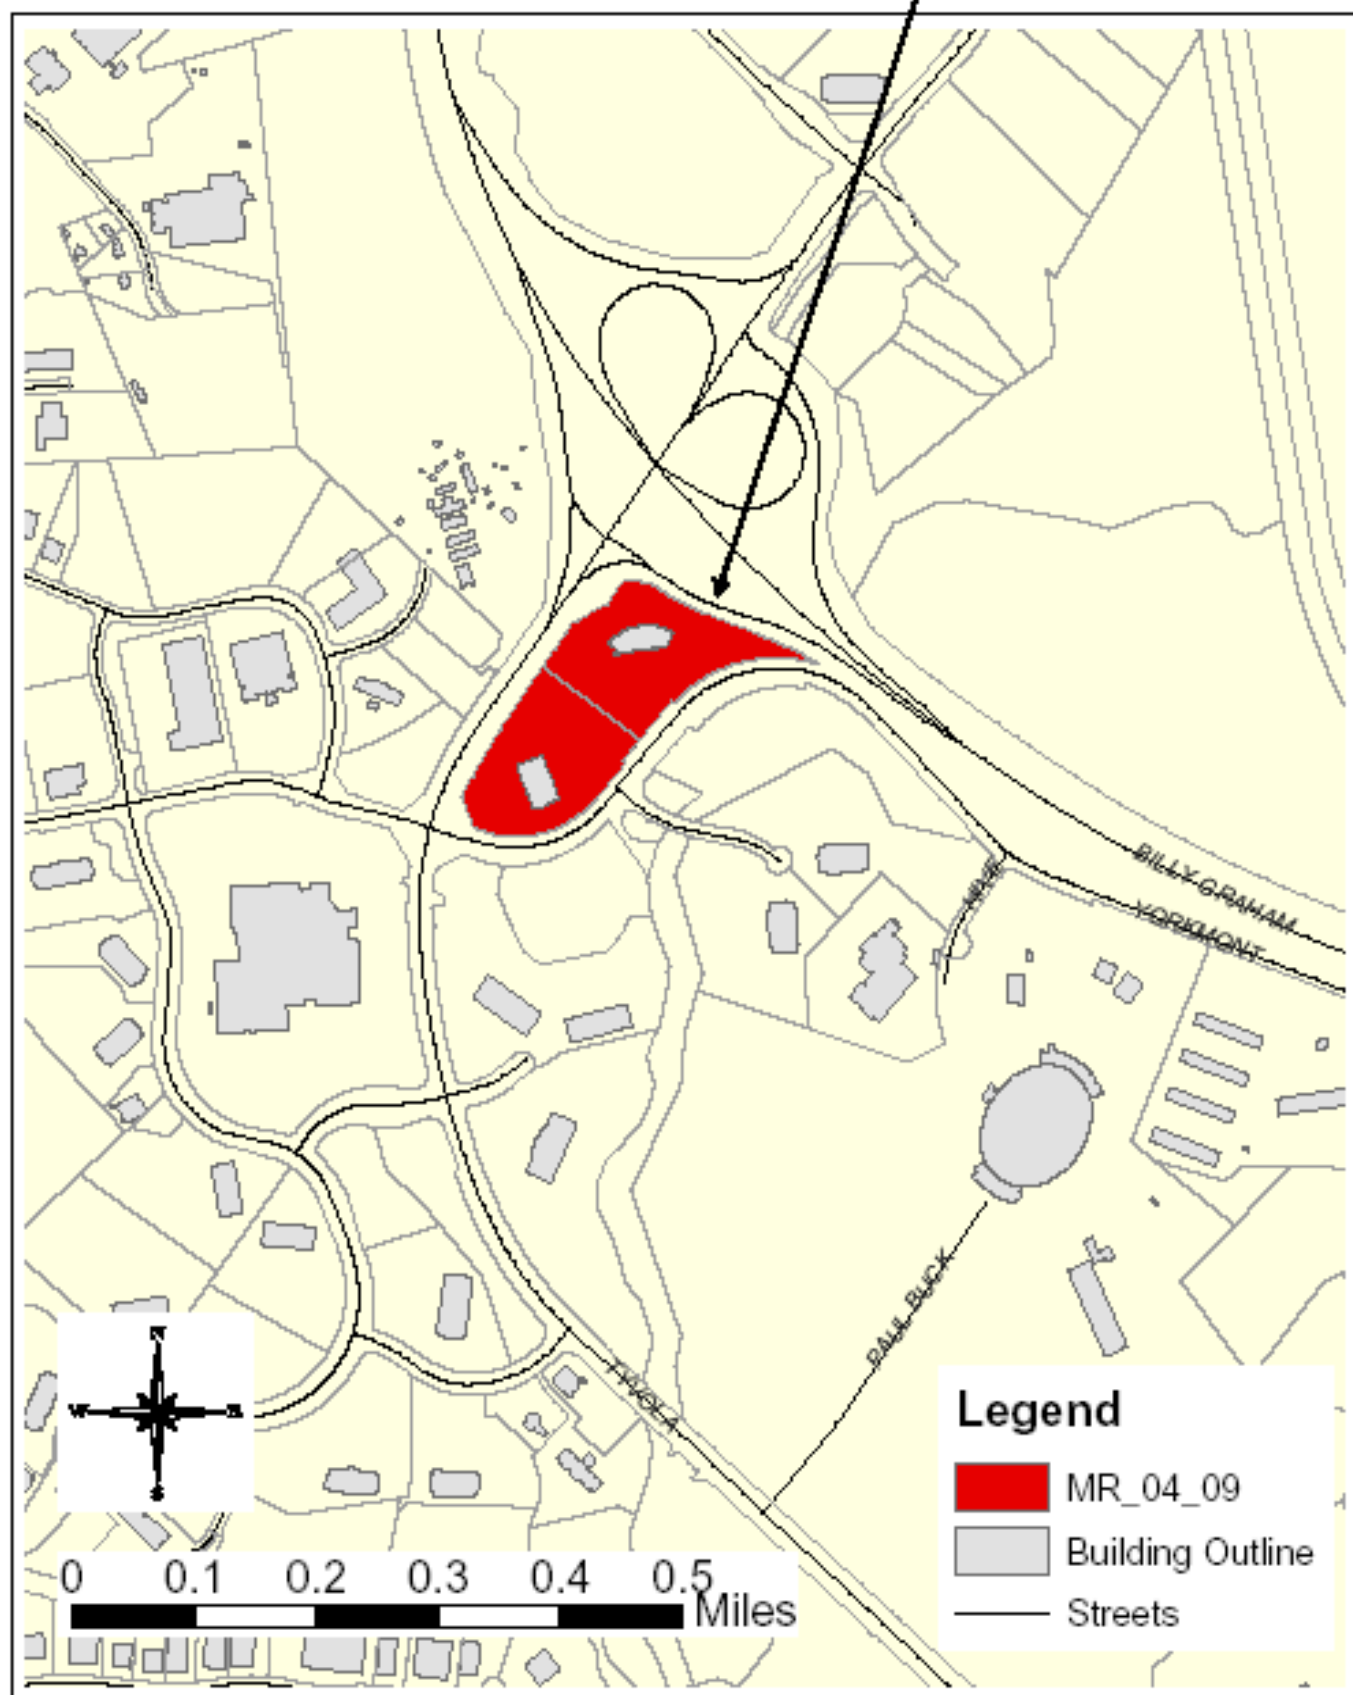 BILLY GRAHAM
YORKMONT
PAUL BUCK
TYVOLA
N
W
E
S
Legend
MR_04_09
Building Outline
Streets
0 0.1 0.2 0.3 0.4 0.5
Miles